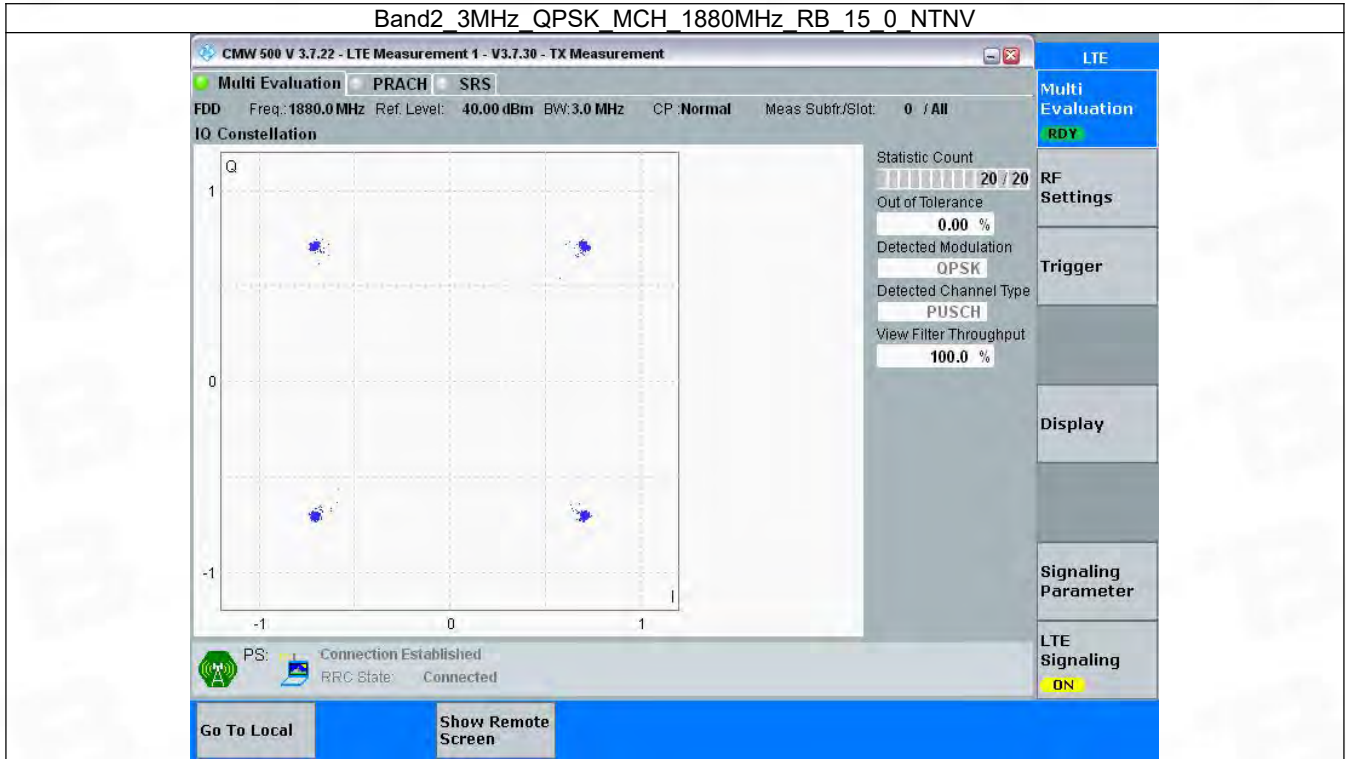 Band2_3MHz_QPSK_MCH_1880MHz_RB_15_0_NTNV
CMW 500 V 3.7.22 - LTE Measurement 1 - V3.7.30 - TX Measurement
LTE
Multi Evaluation PRACH SRS
Multi
Evaluation
RDY
FDD Freq.: 1880.0 MHz Ref. Level: 40.00 dBm BW: 3.0 MHz CP :Normal Meas Subfr./Slot: 0 / All
IQ Constellation
Q
1
0
-1
-1 0 1
I
Statistic Count
20 / 20
Out of Tolerance
0.00 %
Detected Modulation
QPSK
Detected Channel Type
PUSCH
View Filter Throughput
100.0 %
RF
Settings
Trigger
Display
Signaling
Parameter
LTE
Signaling
ON
PS: Connection Established
RRC State: Connected
Go To Local
Show Remote
Screen